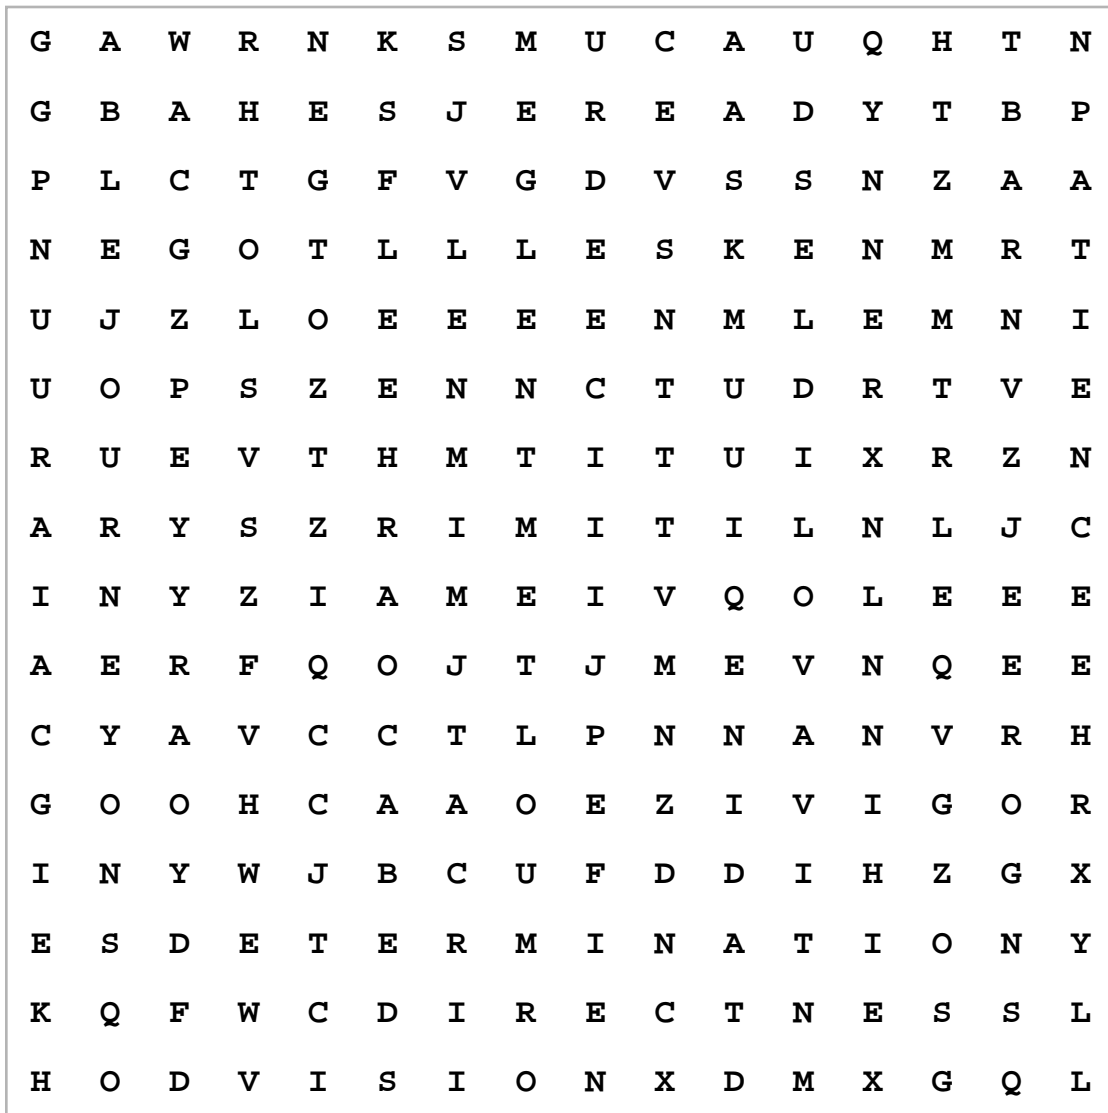 G A W R N K S M U C A U Q H T N
G B A H E S J E R E A D Y T B P
P L C T G F V G D V S S N Z A A
N E G O T L L L E S K E N M R T
U J Z L O E E E E N M L E M N I
U O P S Z E N N C T U D R T V E
R U E V T H M T I T U I X R Z N
A R Y S Z R I M I T I L N L J C
I N Y Z I A M E I V Q O L E E E
A E R F Q O J T J M E V N Q E E
C Y A V C C T L P N N A N V R H
G O O H C A A O E Z I V I G O R
I N Y W J B C U F D D I H Z G X
E S D E T E R M I N A T I O N Y
K Q F W C D I R E C T N E S S L
H O D V I S I O N X D M X G Q L